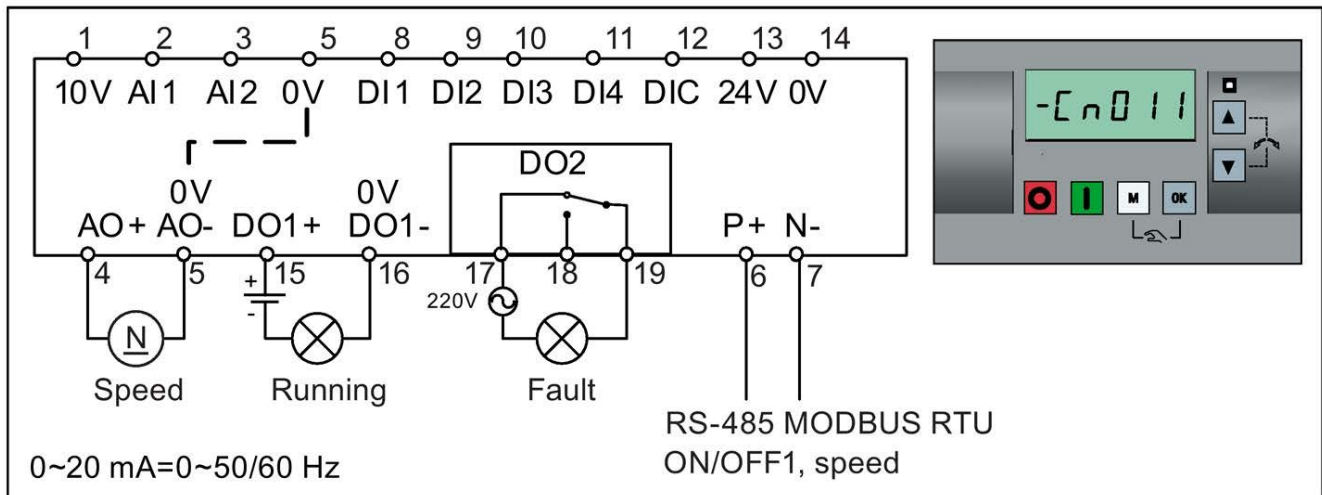 1 2 3 5 8 9 10 11 12 13 14
10V AI1 AI2 0V DI1 DI2 DI3 DI4 DIC 24V 0V
-Cn011
M OK
DO2
0V 0V
AO+ AO- DO1+ DO1- P+ N-
4 5 15 16 17 18 19 6 7
+
-
220V
N
Speed Running Fault
RS-485 MODBUS RTU
0~20 mA=0~50/60 Hz ON/OFF1, speed